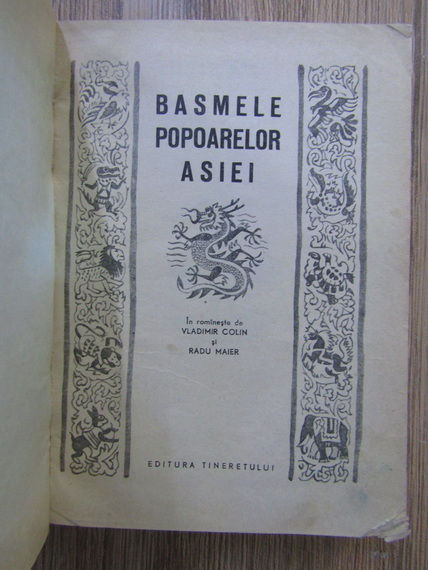 BASMELE
POPOARELOR
ASIEI
În romînește de
VLADIMIR COLIN
și
RADU MAIER
EDITURA TINERETULUI